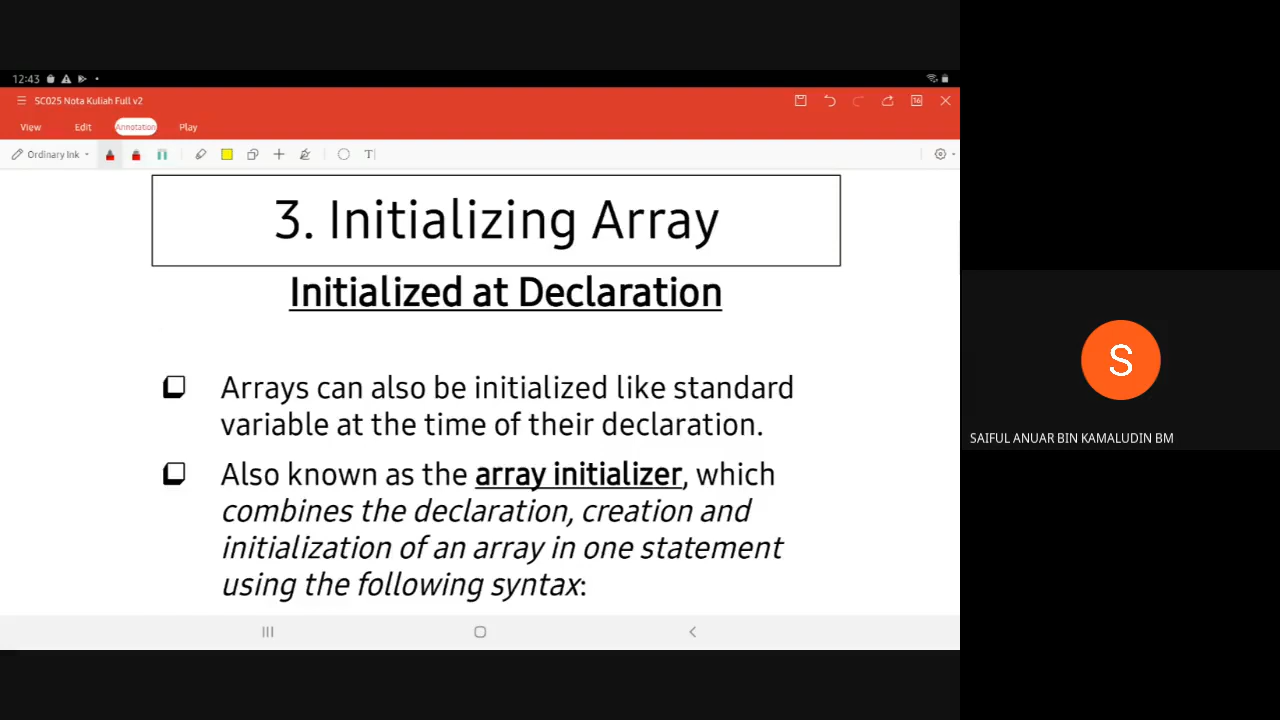 12:43
SC025 Nota Kuliah Full v2
16
View Edit Annotation Play
Ordinary Ink T
3. Initializing Array
Initialized at Declaration
Arrays can also be initialized like standard
variable at the time of their declaration.
Also known as the array initializer, which
combines the declaration, creation and
initialization of an array in one statement
using the following syntax:
S
SAIFUL ANUAR BIN KAMALUDIN BM